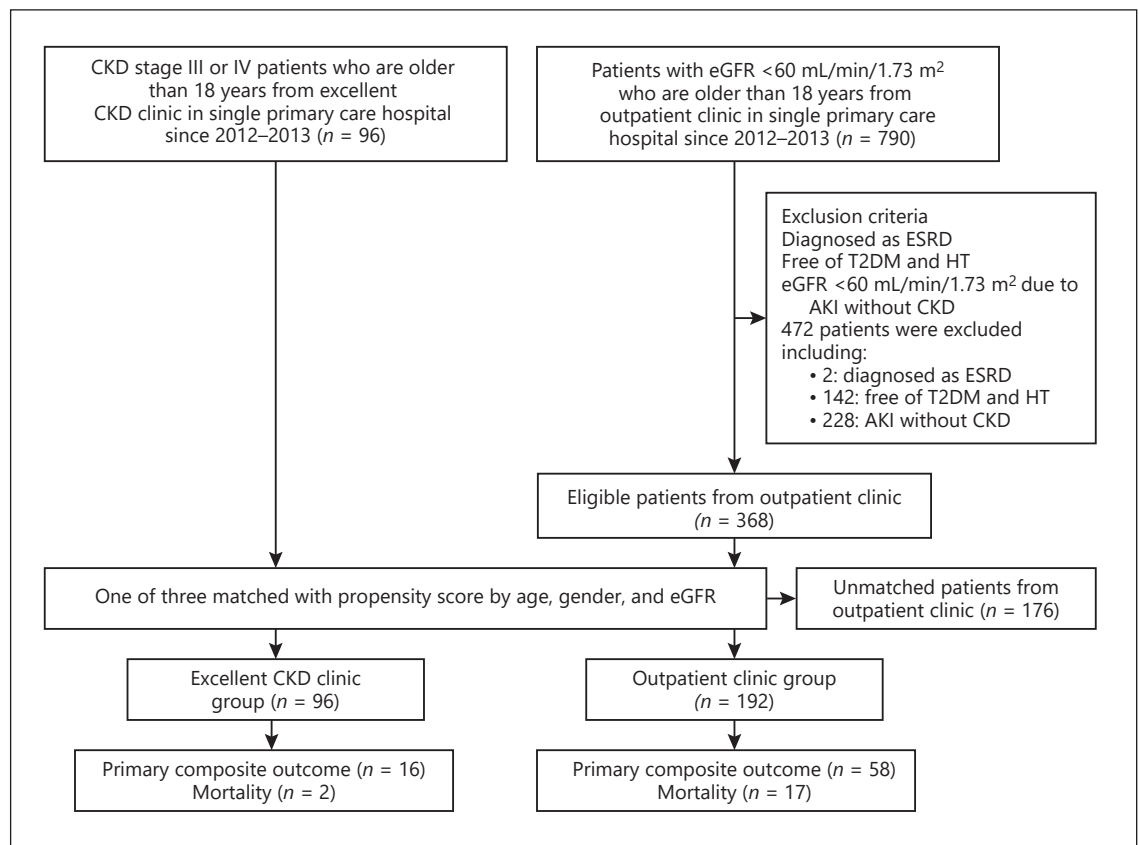 CKD stage III or IV patients who are older
than 18 years from excellent
CKD clinic in single primary care hospital
since 2012–2013 (n = 96)
Patients with eGFR <60 mL/min/1.73 m²
who are older than 18 years from
outpatient clinic in single primary care
hospital since 2012–2013 (n = 790)
Exclusion criteria
Diagnosed as ESRD
Free of T2DM and HT
eGFR <60 mL/min/1.73 m² due to
AKI without CKD
472 patients were excluded
including:
• 2: diagnosed as ESRD
• 142: free of T2DM and HT
• 228: AKI without CKD
Eligible patients from outpatient clinic
(n = 368)
One of three matched with propensity score by age, gender, and eGFR
Unmatched patients from
outpatient clinic (n = 176)
Excellent CKD clinic
group (n = 96)
Outpatient clinic group
(n = 192)
Primary composite outcome (n = 16)
Mortality (n = 2)
Primary composite outcome (n = 58)
Mortality (n = 17)